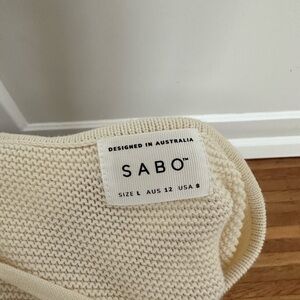 DESIGNED IN AUSTRALIA
SABO™
SIZE L AUS 12 USA 8